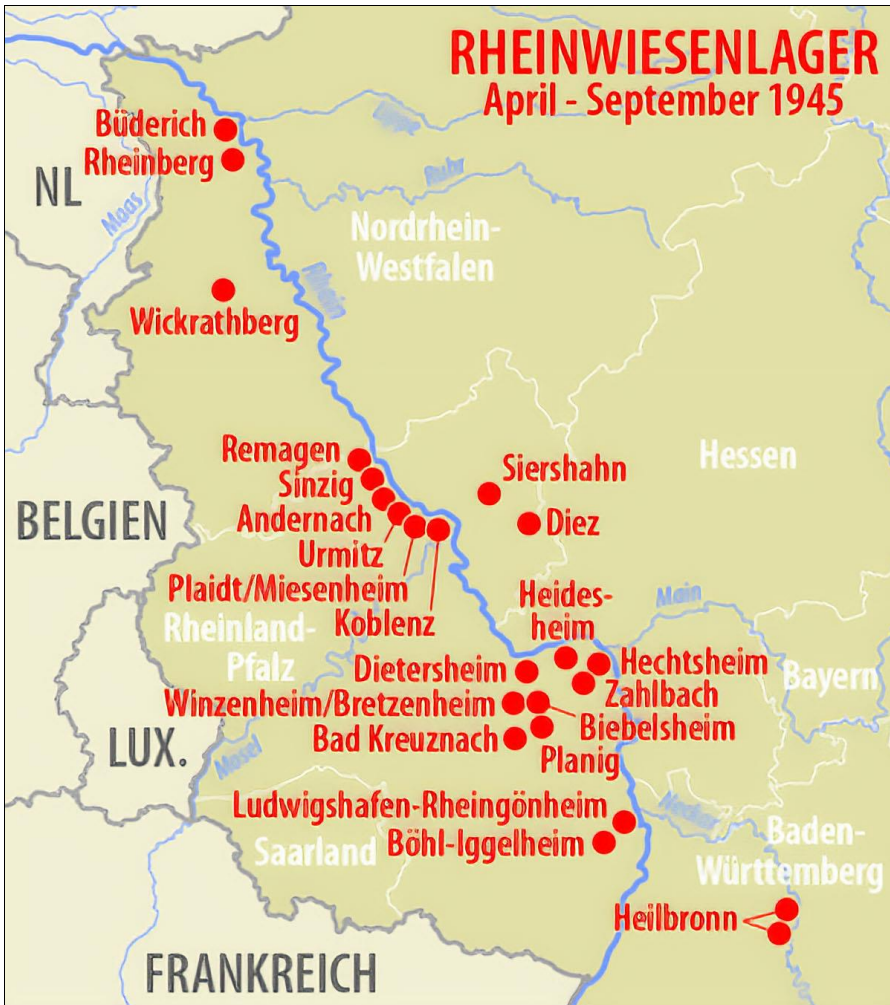 RHEINWIESENLAGER
April - September 1945
Büderich
Rheinberg
NL
Maas
Ruhr
Nordrhein-
Westfalen
Rhein
Wickrathberg
Remagen
Sinzig
Andernach
Urmitz
Plaidt/Miesenheim
Koblenz
Siershahn
Diez
Hessen
BELGIEN
Rheinland-
Pfalz
Heides-
heim
Main
Dietersheim
Hechtsheim
Zahlbach
Bayern
Winzenheim/Bretzenheim
Biebelsheim
Bad Kreuznach
Planig
LUX.
Mosel
Ludwigshafen-Rheingönheim
Böhl-Iggelheim
Saarland
Neckar
Baden-
Württemberg
Heilbronn
FRANKREICH